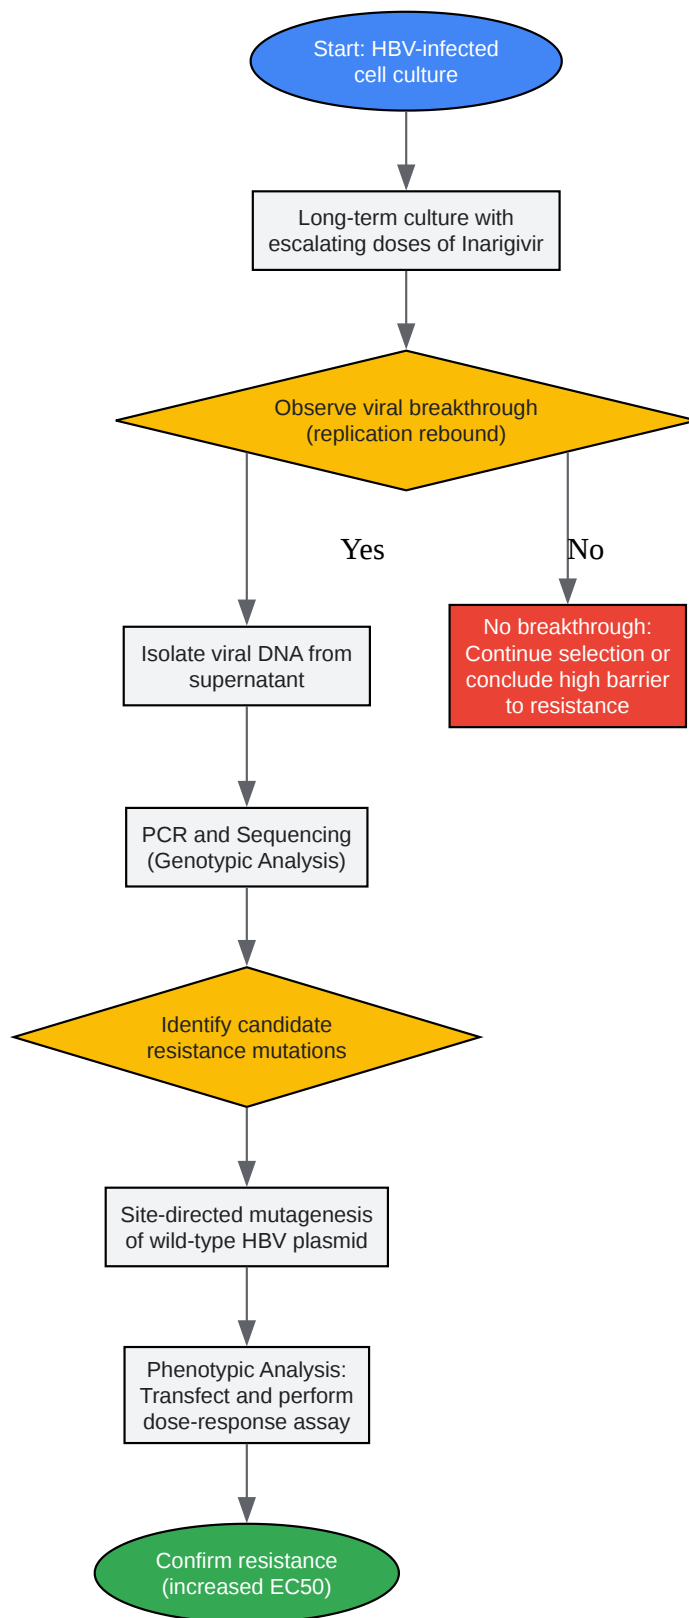 Start: HBV-infected
cell culture
Long-term culture with
escalating doses of Inarigivir
Observe viral breakthrough
(replication rebound)
Yes
No
Isolate viral DNA from
supernatant
No breakthrough:
Continue selection or
conclude high barrier
to resistance
PCR and Sequencing
(Genotypic Analysis)
Identify candidate
resistance mutations
Site-directed mutagenesis
of wild-type HBV plasmid
Phenotypic Analysis:
Transfect and perform
dose-response assay
Confirm resistance
(increased EC50)